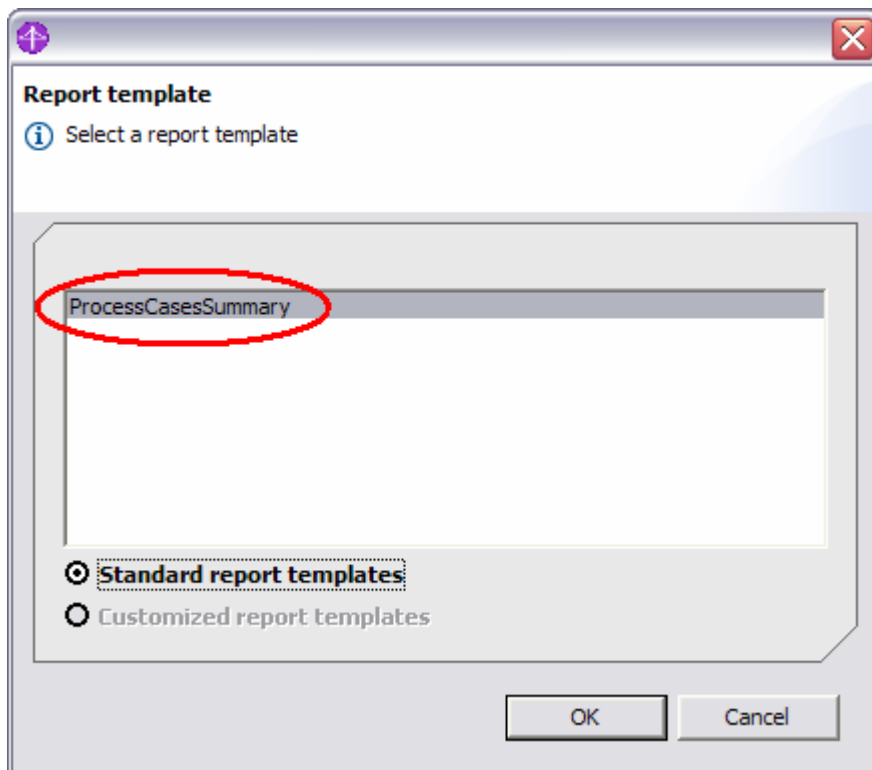 Report template
Select a report template
ProcessCasesSummary
Standard report templates
Customized report templates
OK
Cancel